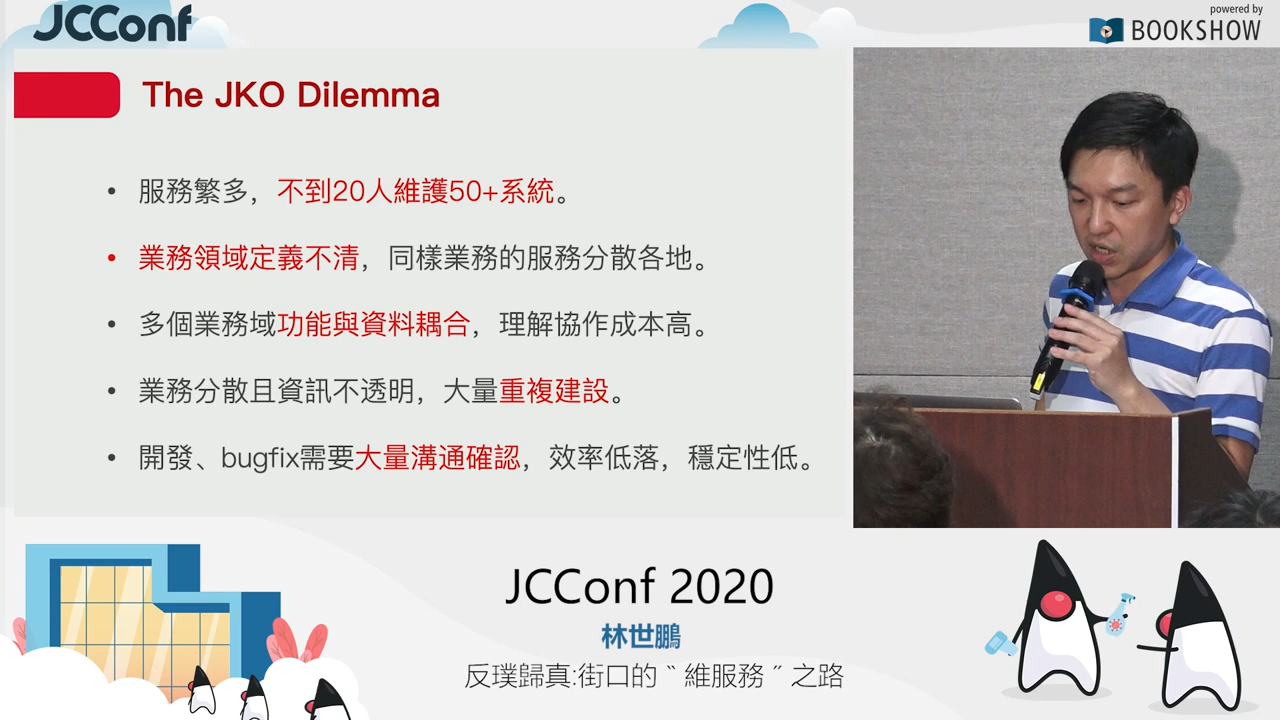 JCConf
powered by
BOOKSHOW
The JKO Dilemma
• 服務繁多，不到20人維護50+系統。
• 業務領域定義不清，同樣業務的服務分散各地。
• 多個業務域功能與資料耦合，理解協作成本高。
• 業務分散且資訊不透明，大量重複建設。
• 開發、bugfix需要大量溝通確認，效率低落，穩定性低。
JCConf 2020
林世鵬
反璞歸真:街口的〝維服務〞之路